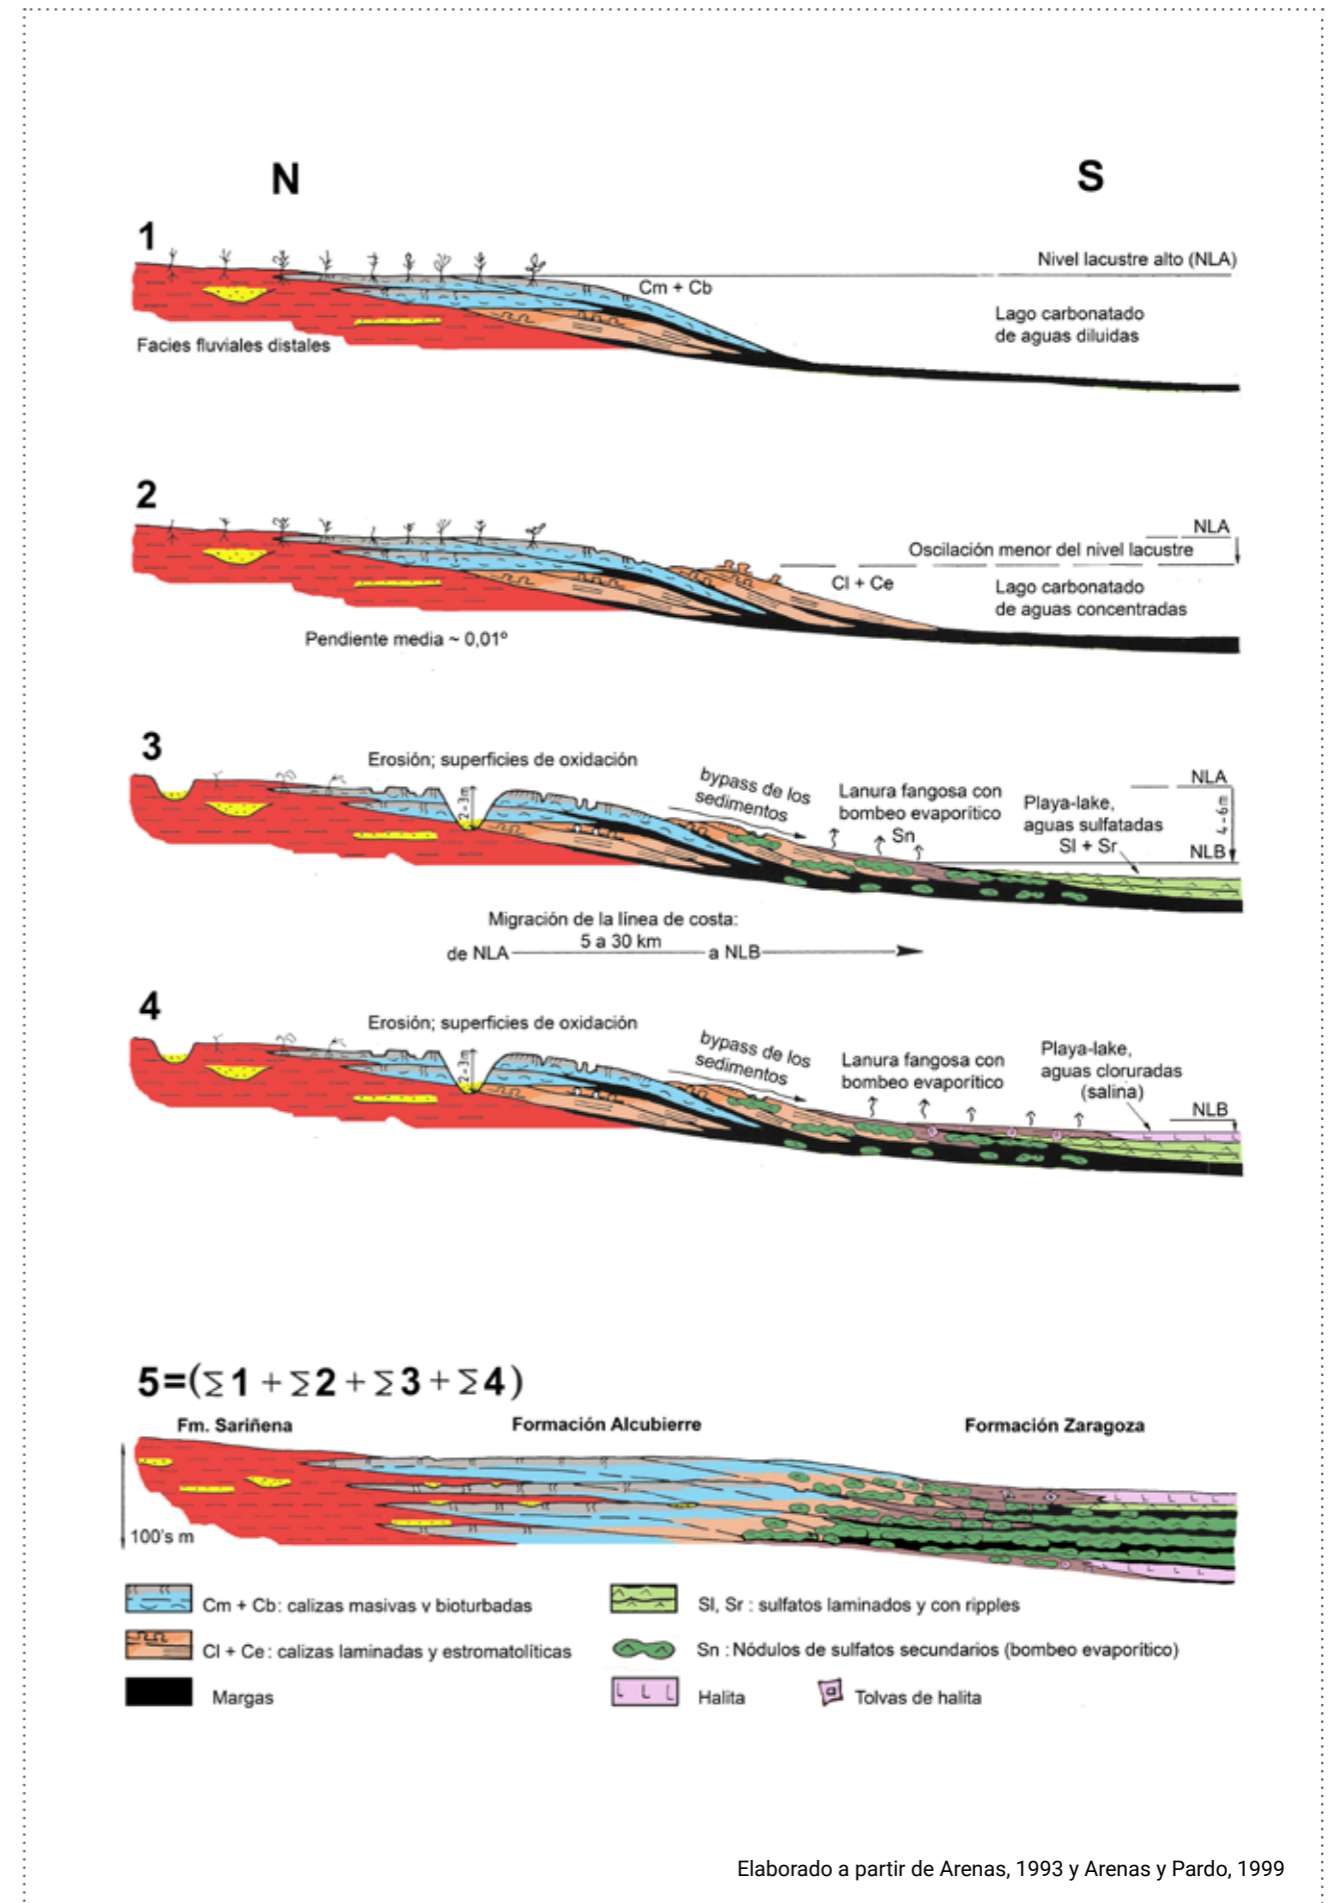 N
S
1
Nivel lacustre alto (NLA)
Cm + Cb
Lago carbonatado
de aguas diluidas
Facies fluviales distales
2
NLA
Oscilación menor del nivel lacustre
Cl + Ce
Lago carbonatado
de aguas concentradas
Pendiente media ~ 0,01º
3
Erosión; superficies de oxidación
2-3m
bypass de los
sedimentos
Lanura fangosa con
bombeo evaporítico
Sn
Playa-lake,
aguas sulfatadas
Sl + Sr
NLA
4-6m
NLB
Migración de la línea de costa:
5 a 30 km
de NLA
a NLB
4
Erosión; superficies de oxidación
2-3m
bypass de los
sedimentos
Lanura fangosa con
bombeo evaporítico
Playa-lake,
aguas cloruradas
(salina)
NLB
5=(∑1 + ∑2 + ∑3 + ∑4)
Fm. Sariñena
Formación Alcubierre
Formación Zaragoza
100's m
Cm + Cb: calizas masivas v bioturbadas
Sl, Sr : sulfatos laminados y con ripples
Cl + Ce : calizas laminadas y estromatolíticas
Sn : Nódulos de sulfatos secundarios (bombeo evaporítico)
Margas
Halita
Tolvas de halita
Elaborado a partir de Arenas, 1993 y Arenas y Pardo, 1999